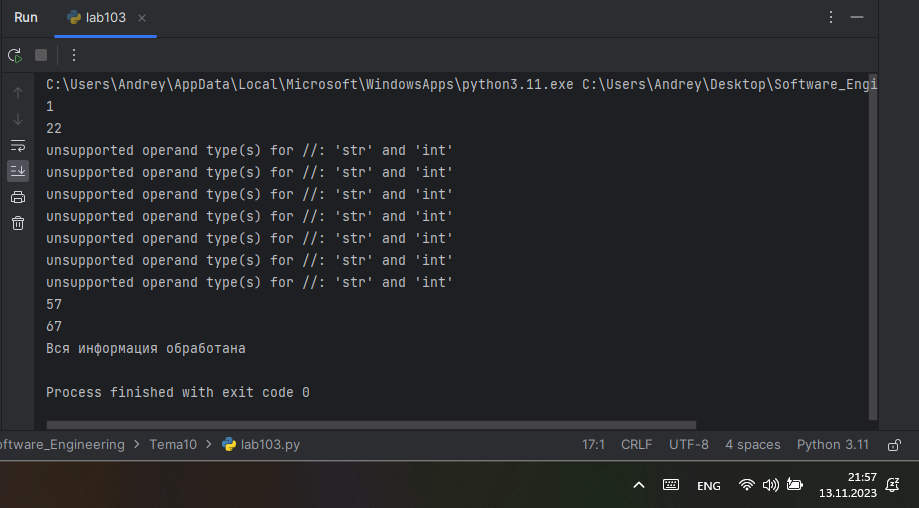 Run lab103
C:\Users\Andrey\AppData\Local\Microsoft\WindowsApps\python3.11.exe C:\Users\Andrey\Desktop\Software_Engi
1
22
unsupported operand type(s) for //: 'str' and 'int'
unsupported operand type(s) for //: 'str' and 'int'
unsupported operand type(s) for //: 'str' and 'int'
unsupported operand type(s) for //: 'str' and 'int'
unsupported operand type(s) for //: 'str' and 'int'
unsupported operand type(s) for //: 'str' and 'int'
unsupported operand type(s) for //: 'str' and 'int'
57
67
Вся информация обработана
Process finished with exit code 0
oftware_Engineering > Tema10 > lab103.py 17:1 CRLF UTF-8 4 spaces Python 3.11
ENG 21:57
13.11.2023